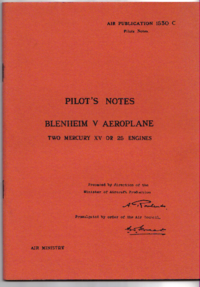 AIR PUBLICATION 1530 C
Pilot's Notes
PILOT'S NOTES
BLENHEIM V AEROPLANE
TWO MERCURY XV OR 25 ENGINES
Prepared by direction of the
Minister of Aircraft Production
Promulgated by order of the Air Council.
AIR MINISTRY